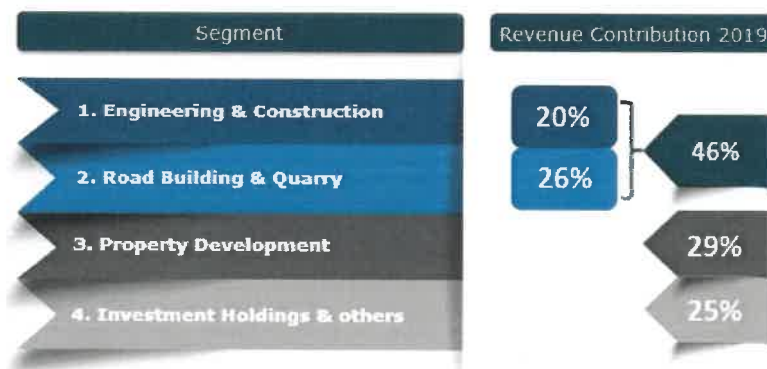 Segment
Revenue Contribution 2019
1. Engineering & Construction
20%
46%
2. Road Building & Quarry
26%
3. Property Development
29%
4. Investment Holdings & others
25%